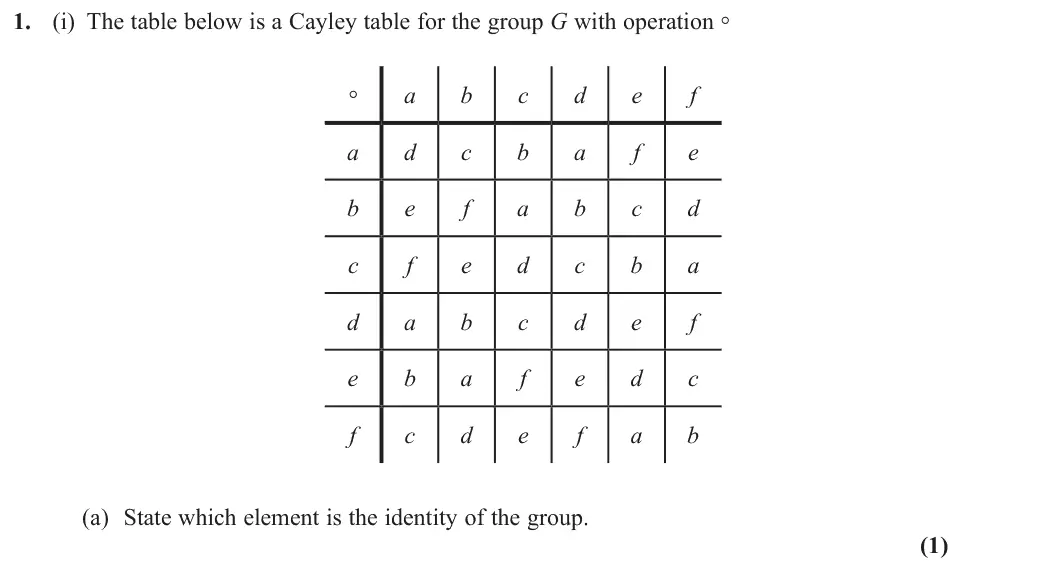 1. (i) The table below is a Cayley table for the group G with operation ∘
∘ a b c d e f
a d c b a f e
b e f a b c d
c f e d c b a
d a b c d e f
e b a f e d c
f c d e f a b
(a) State which element is the identity of the group.
(1)